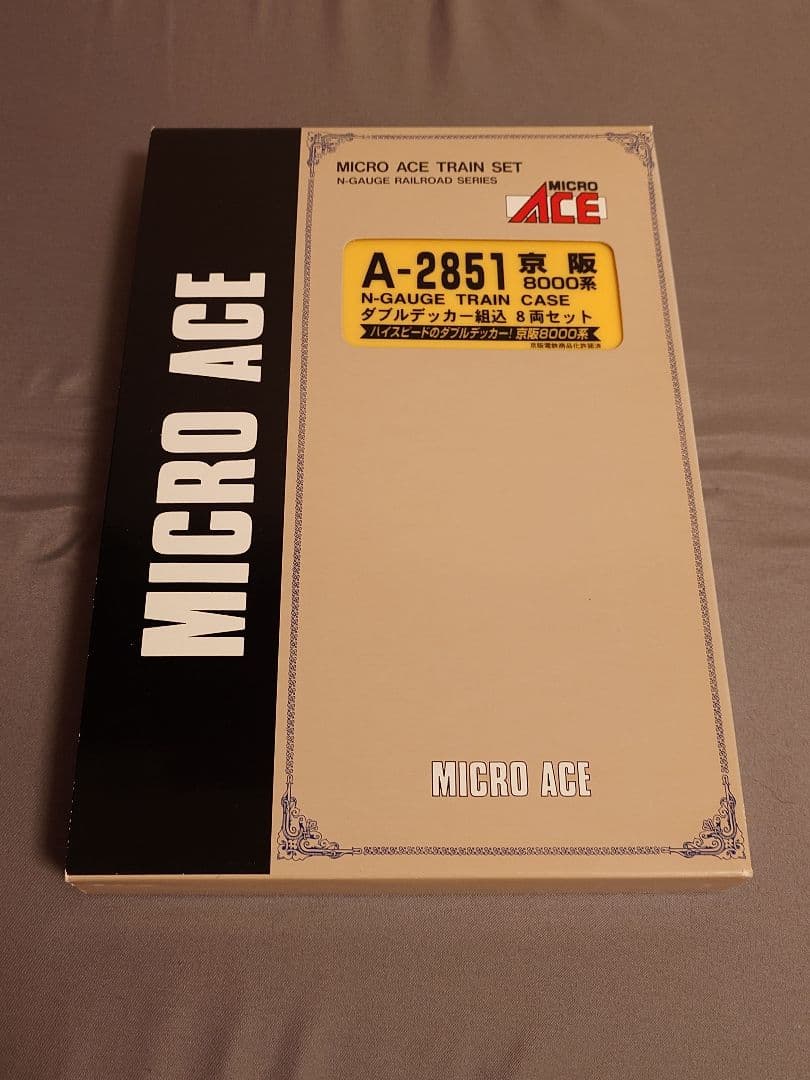 MICRO ACE
MICRO ACE TRAIN SET
N-GAUGE RAILROAD SERIES
MICRO
ACE
A-2851 京阪
8000系
N-GAUGE TRAIN CASE
ダブルデッカー組込 8両セット
ハイスピードのダブルデッカー! 京阪8000系
京阪電鉄商品化許諾済
MICRO ACE